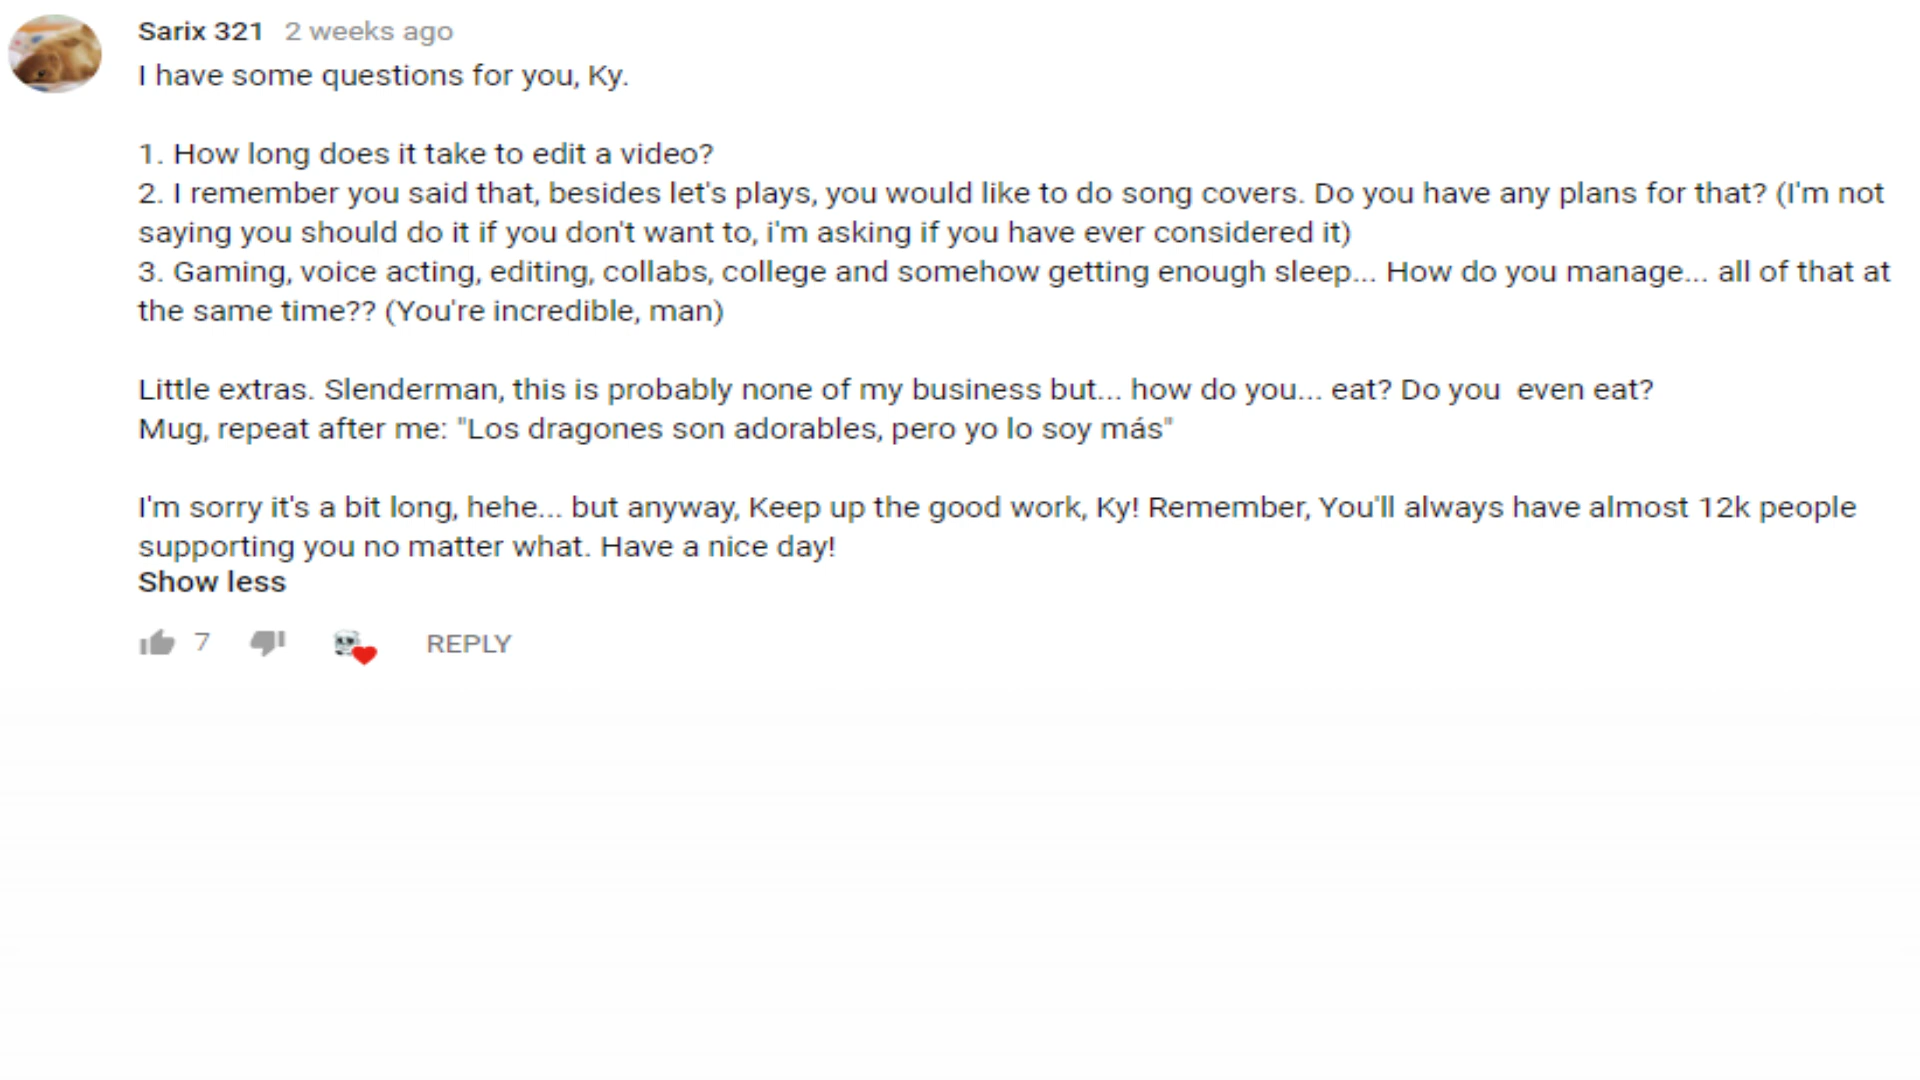 Sarix 321 2 weeks ago
I have some questions for you, Ky.
1. How long does it take to edit a video?
2. I remember you said that, besides let's plays, you would like to do song covers. Do you have any plans for that? (I'm not
saying you should do it if you don't want to, i'm asking if you have ever considered it)
3. Gaming, voice acting, editing, collabs, college and somehow getting enough sleep... How do you manage... all of that at
the same time?? (You're incredible, man)
Little extras. Slenderman, this is probably none of my business but... how do you... eat? Do you  even eat?
Mug, repeat after me: "Los dragones son adorables, pero yo lo soy más"
I'm sorry it's a bit long, hehe... but anyway, Keep up the good work, Ky! Remember, You'll always have almost 12k people
supporting you no matter what. Have a nice day!
Show less
7 REPLY